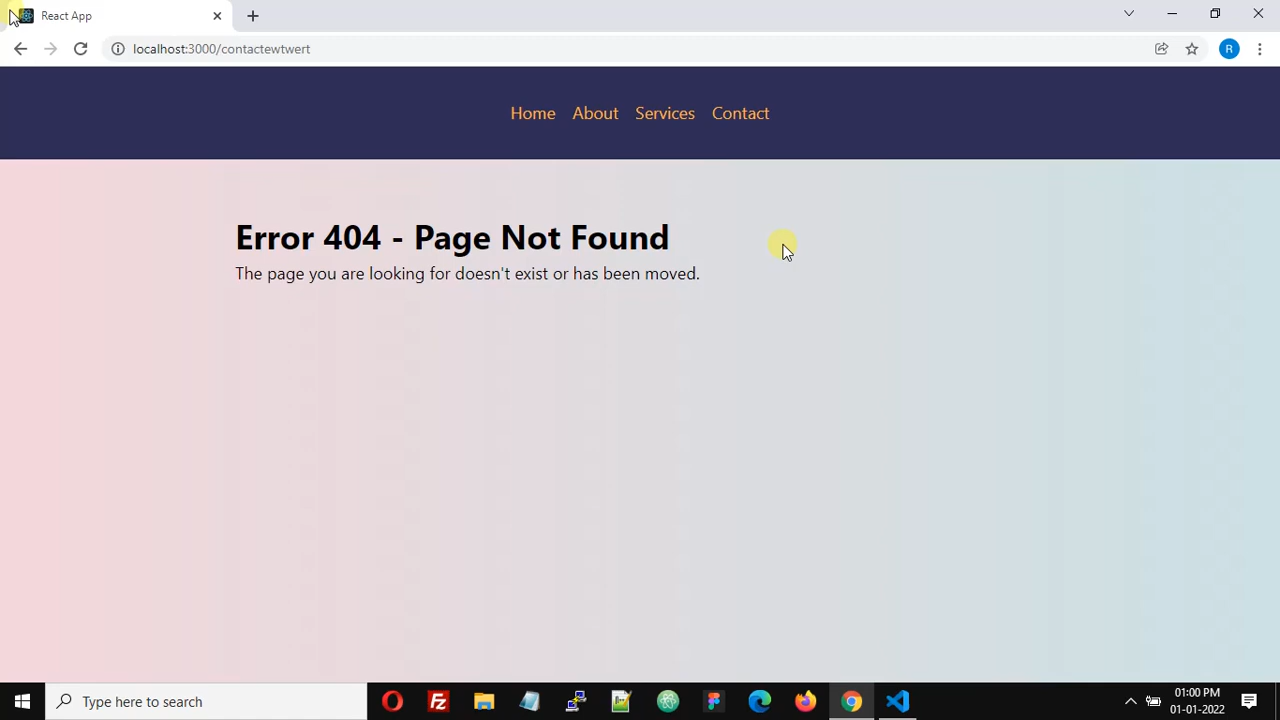 React App
localhost:3000/contactewtwert
R
Home About Services Contact
Error 404 - Page Not Found
The page you are looking for doesn't exist or has been moved.
Type here to search
01:00 PM
01-01-2022